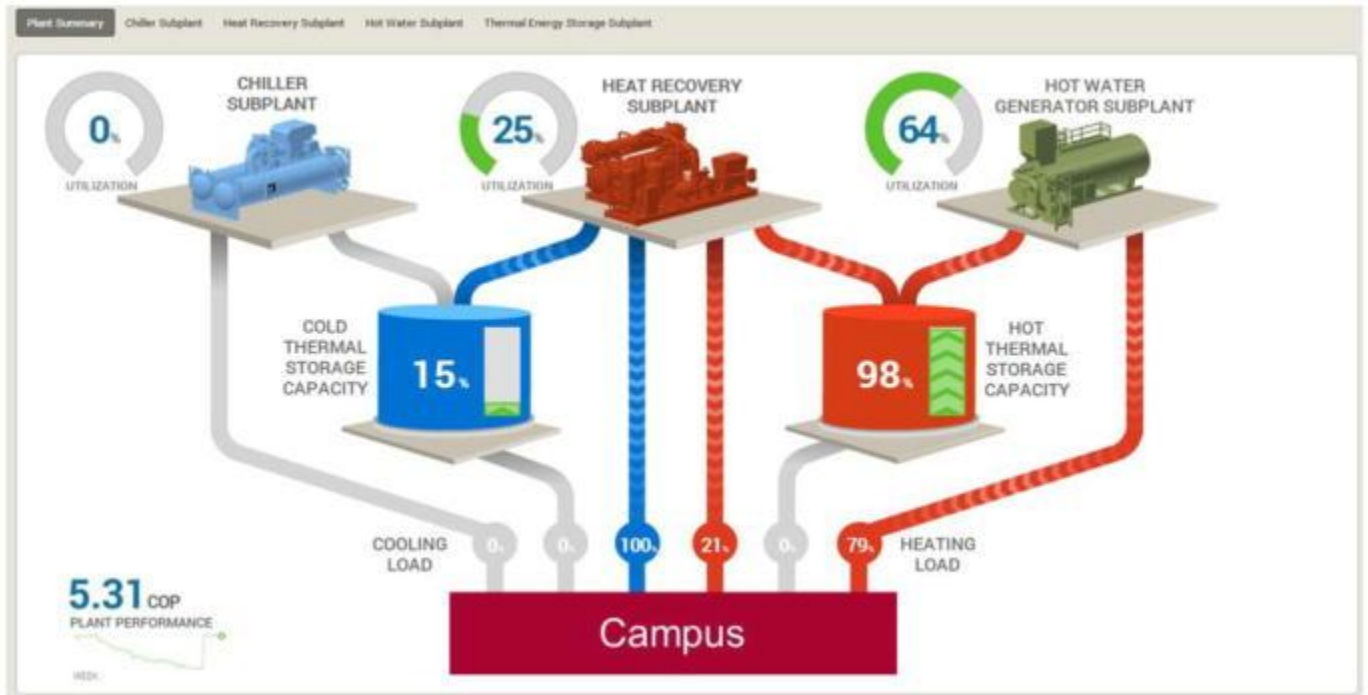 Plant Summary
Chiller Subplant
Heat Recovery Subplant
Hot Water Subplant
Thermal Energy Storage Subplant
0%
UTILIZATION
CHILLER
SUBPLANT
25%
UTILIZATION
HEAT RECOVERY
SUBPLANT
64%
UTILIZATION
HOT WATER
GENERATOR SUBPLANT
COLD
THERMAL
STORAGE
CAPACITY
15%
98%
HOT
THERMAL
STORAGE
CAPACITY
COOLING
LOAD
0%
0%
100%
21%
0%
79%
HEATING
LOAD
5.31 COP
PLANT PERFORMANCE
WEEK
Campus